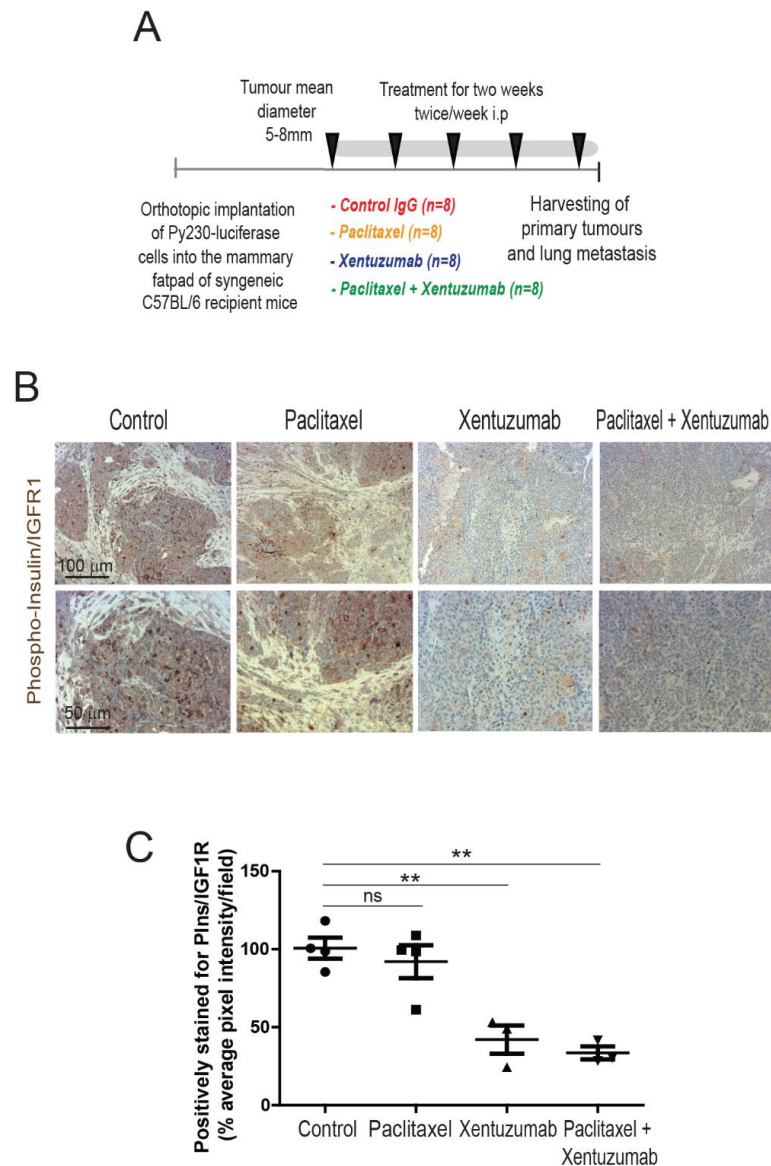 A
Tumour mean
diameter
5-8mm
Treatment for two weeks
twice/week i.p
Orthotopic implantation
of Py230-luciferase
cells into the mammary
fatpad of syngeneic
C57BL/6 recipient mice
- Control IgG (n=8)
- Paclitaxel (n=8)
- Xentuzumab (n=8)
- Paclitaxel + Xentuzumab (n=8)
Harvesting of
primary tumours
and lung metastasis
B
Control
Paclitaxel
Xentuzumab
Paclitaxel + Xentuzumab
Phospho-Insulin/IGFR1
100 µm
50 µm
C
Positively stained for PIns/IGF1R
(% average pixel intensity/field)
150
100
50
0
**
**
ns
Control
Paclitaxel
Xentuzumab
Paclitaxel +
Xentuzumab